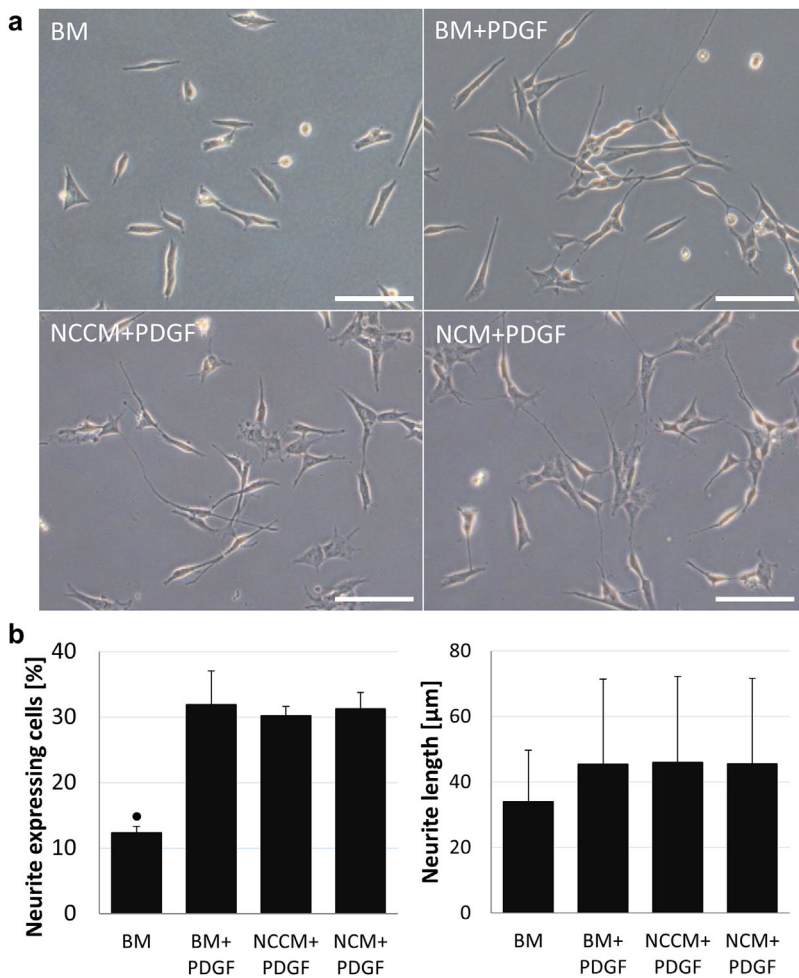 a
BM
BM+PDGF
NCCM+PDGF
NCM+PDGF
b
Neurite expressing cells [%]
40
30
20
10
0
BM
BM+
PDGF
NCCM+
PDGF
NCM+
PDGF
Neurite length [µm]
80
60
40
20
0
BM
BM+
PDGF
NCCM+
PDGF
NCM+
PDGF